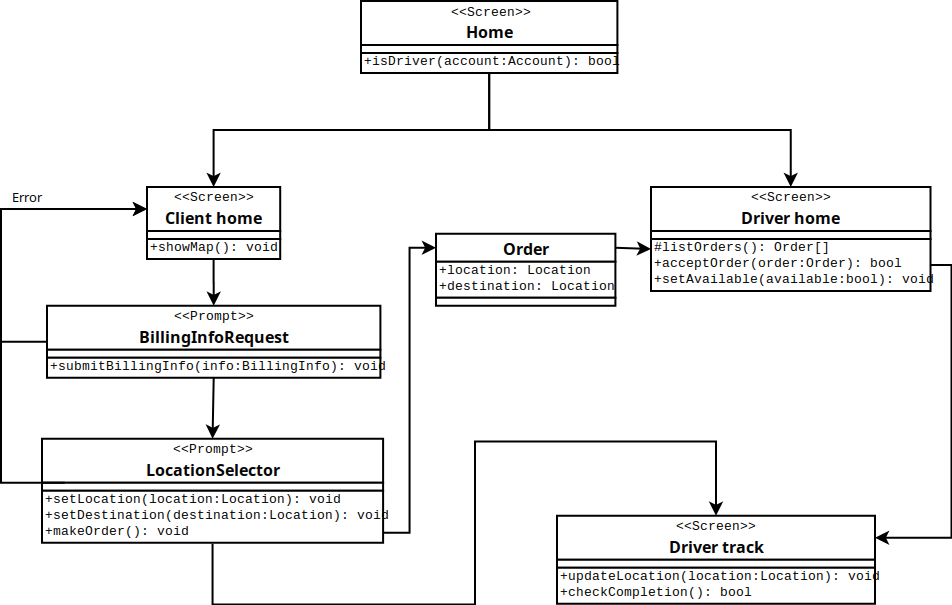 <<Screen>>
Home
+isDriver(account:Account): bool
Error
<<Screen>>
Client home
+showMap(): void
<<Screen>>
Driver home
#listOrders(): Order[]
+acceptOrder(order:Order): bool
+setAvailable(available:bool): void
Order
+location: Location
+destination: Location
<<Prompt>>
BillingInfoRequest
+submitBillingInfo(info:BillingInfo): void
<<Prompt>>
LocationSelector
+setLocation(location:Location): void
+setDestination(destination:Location): void
+makeOrder(): void
<<Screen>>
Driver track
+updateLocation(location:Location): void
+checkCompletion(): bool